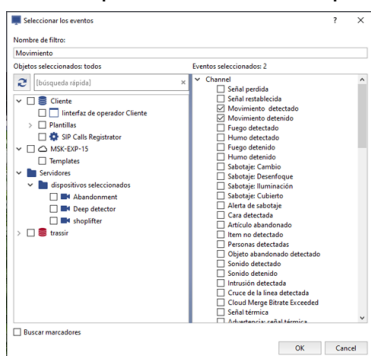 Seleccionar los eventos
Nombre de filtro:
Movimiento
Objetos seleccionados: todos
[búsqueda rápida]
Cliente
Iinterfaz de operador Cliente
Plantillas
SIP Calls Registrator
MSK-EXP-15
Templates
Servidores
dispositivos seleccionados
Abandonment
Deep detector
shoplifter
trassir
Eventos seleccionados: 2
Channel
Señal perdida
Señal restablecida
Movimiento detectado
Movimiento detenido
Fuego detectado
Humo detectado
Fuego detenido
Humo detenido
Sabotaje: Cambio
Sabotaje: Desenfoque
Sabotaje: Iluminación
Sabotaje: Cubierto
Alerta de sabotaje
Cara detectada
Artículo abandonado
Item no detectado
Personas detectadas
Objeto abandonado detectado
Sonido detectado
Sonido detenido
Intrusión detectada
Cruce de la línea detectada
Cloud Merge Bitrate Exceeded
Señal térmica
Advertencia: señal térmica
Buscar marcadores
OK
Cancel